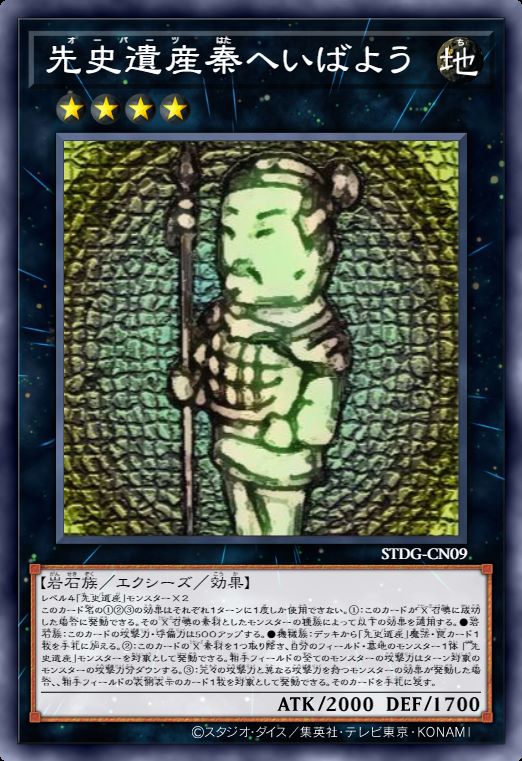 オーパーツ はた
先史遺産秦へいばよう
ち
地
STDG-CN09
がんせきぞく こうか
【岩石族／エクシーズ／効果】
レベル4「先史遺産」モンスター×2
このカード名の①②③の効果はそれぞれ1ターンに1度しか使用できない。①：このカードがX召喚に成功
した場合に発動できる。そのX召喚の素材としたモンスターの種族によって以下の効果を適用する。●岩
石族：このカードの攻撃力・守備力は500アップする。●機械族：デッキから「先史遺産」魔法・罠カード1
枚を手札に加える。②：このカードのX素材を1つ取り除き、自分のフィールド・墓地のモンスター1体「先
史遺産」モンスターを対象として発動できる。相手フィールドの全てのモンスターの攻撃力はターン対象の
モンスターの攻撃力分ダウンする。③：元々の攻撃力と異なる攻撃力を持つモンスターの効果が発動した場
合、、相手フィールドの表側表示のカード1枚を対象として発動できる。そのカードを手札に戻す。
ATK/2000 DEF/1700
©スタジオ・ダイス／集英社・テレビ東京・KONAMI